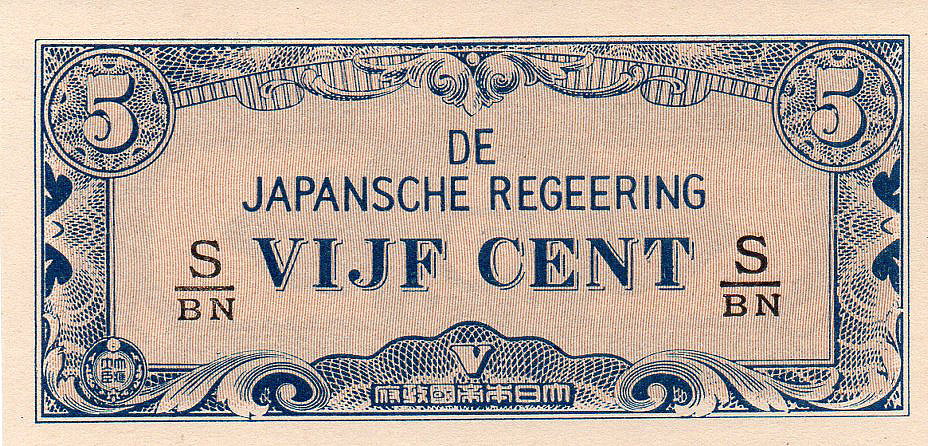 5 5
DE
JAPANSCHE REGEERING
S VIJF CENT S
BN BN
V
大日本帝國政府